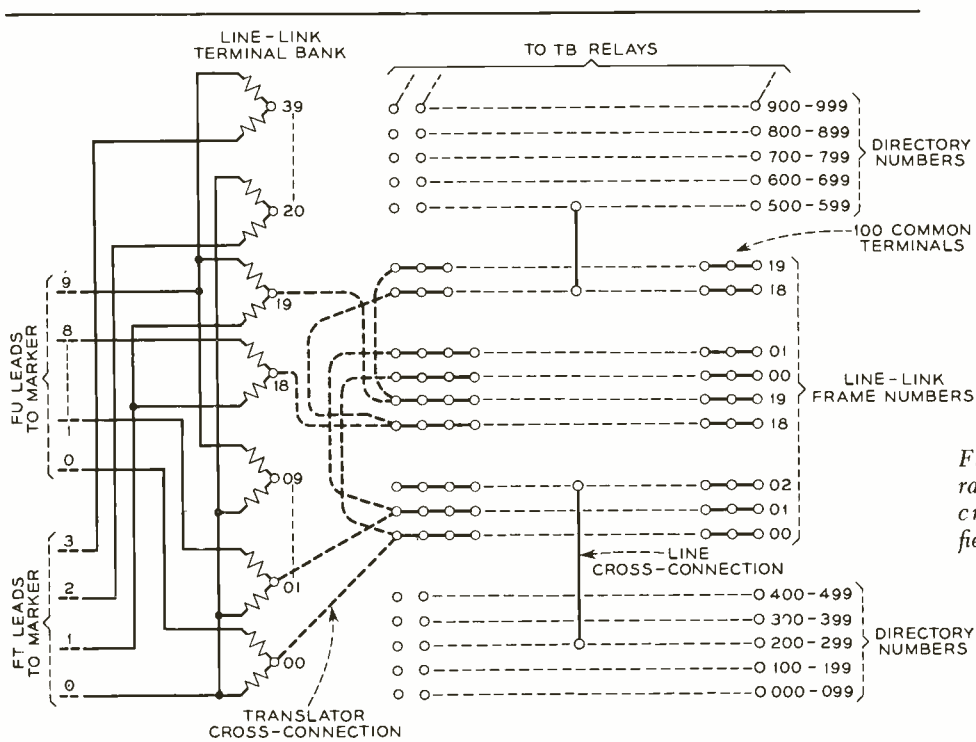 LINE-LINK
TERMINAL BANK
TO TB RELAYS
39
20
19
18
09
01
00
9
8
1
0
FU LEADS
TO MARKER
3
2
1
0
FT LEADS
TO MARKER
TRANSLATOR
CROSS-CONNECTION
900-999
800-899
700-799
600-699
500-599
DIRECTORY
NUMBERS
100 COMMON
TERMINALS
19
18
01
00
19
18
02
01
00
LINE-LINK
FRAME NUMBERS
LINE
CROSS-CONNECTION
400-499
300-399
200-299
100-199
000-099
DIRECTORY
NUMBERS